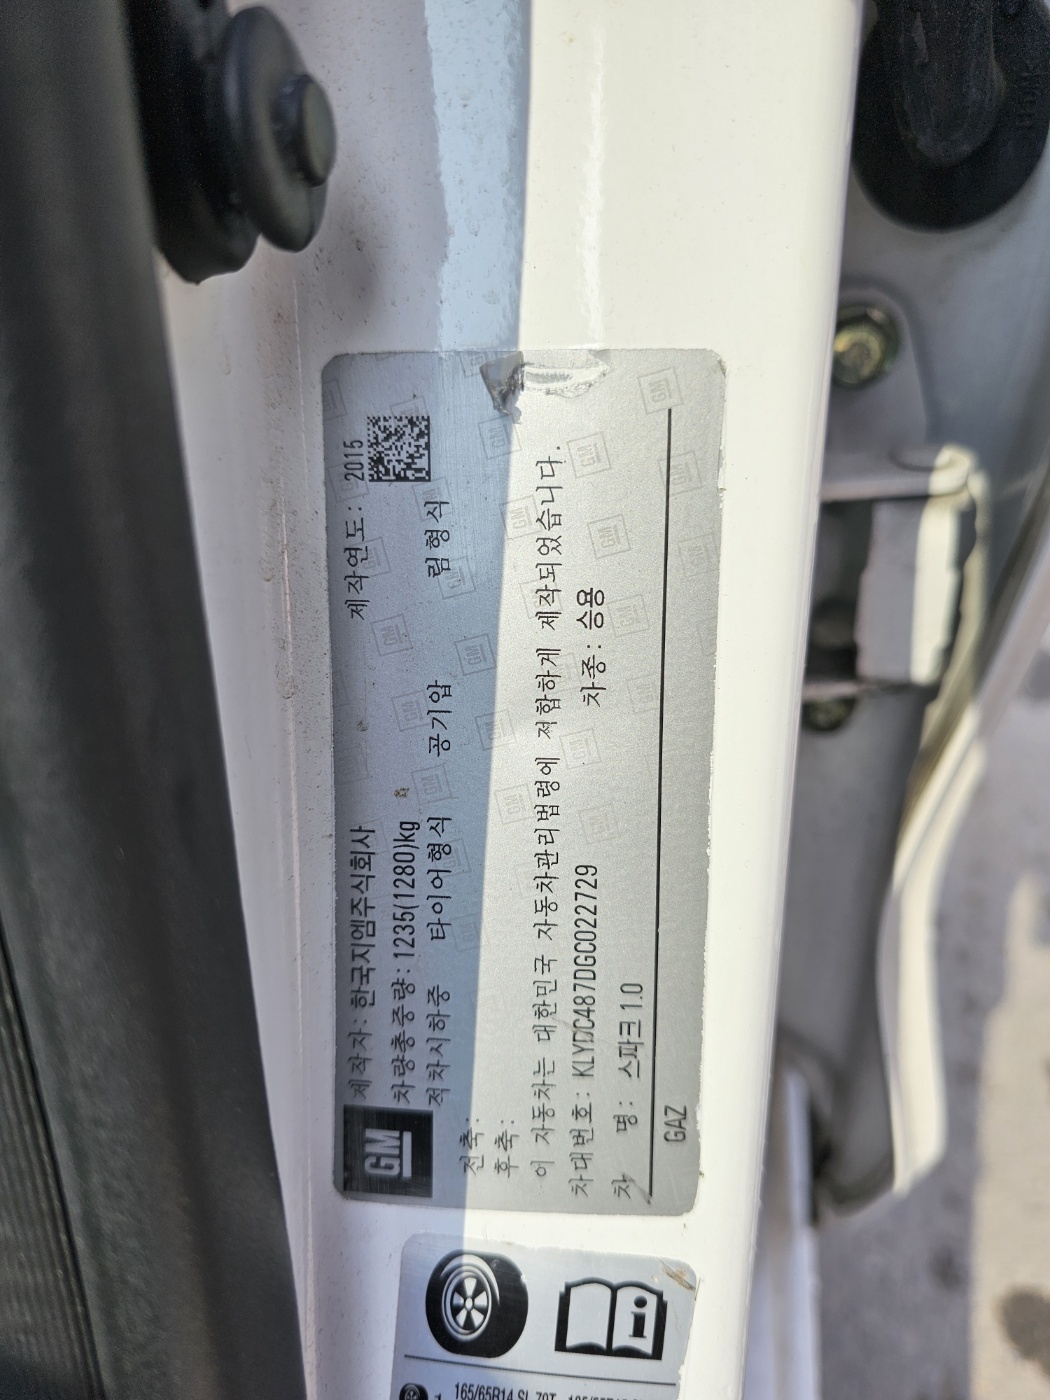 GM
제작자: 한국지엠주식회사 제작연도: 2015
차량총중량: 1235(1280)kg
적차시하중 타이어형식 공기압 림형식
전축:
후축:
이 자동차는 대한민국 자동차관리법령에 적합하게 제작되었습니다.
차대번호: KLYDC487DGC022729 차종: 승용
차 명: 스파크 1.0
GAZ
165/65R14 SL 79T